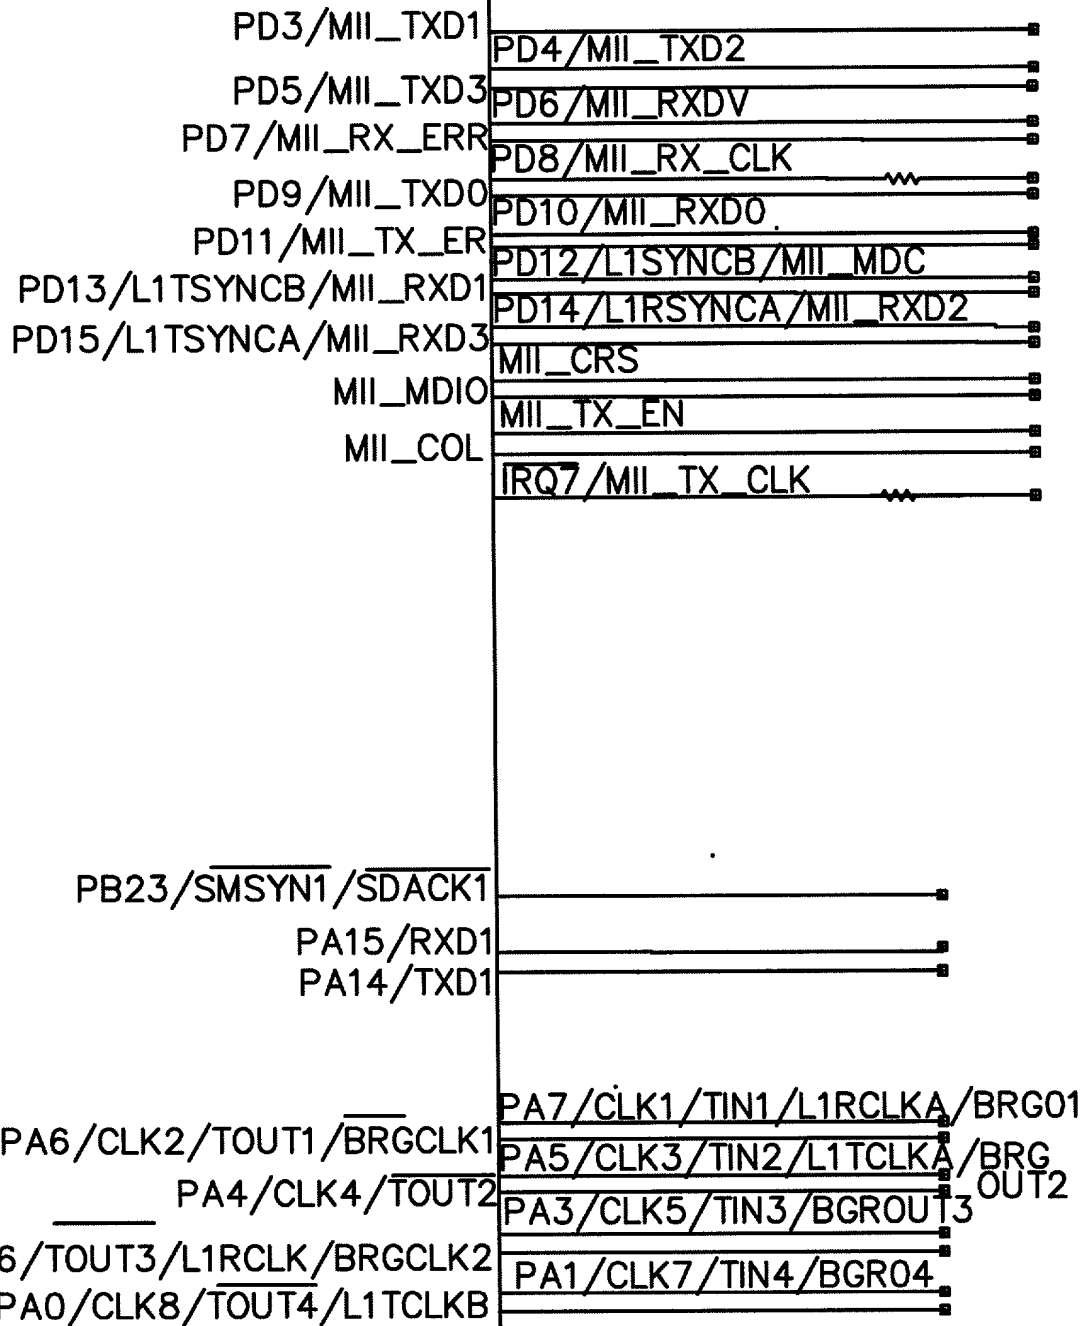 PD3/MII_TXD1
PD4/MII_TXD2
PD5/MII_TXD3
PD6/MII_RXDV
PD7/MII_RX_ERR
PD8/MII_RX_CLK
PD9/MII_TXD0
PD10/MII_RXD0
PD11/MII_TX_ER
PD12/L1SYNCB/MII_MDC
PD13/L1TSYNCB/MII_RXD1
PD14/L1RSYNCA/MII_RXD2
PD15/L1TSYNCA/MII_RXD3
MII_CRS
MII_MDIO
MII_TX_EN
MII_COL
IRQ7/MII_TX_CLK
PB23/SMSYN1/SDACK1
PA15/RXD1
PA14/TXD1
PA7/CLK1/TIN1/L1RCLKA/BRG01
PA6/CLK2/TOUT1/BRGCLK1
PA5/CLK3/TIN2/L1TCLKA/BRG
OUT2
PA4/CLK4/TOUT2
PA3/CLK5/TIN3/BGROUT3
6/TOUT3/L1RCLK/BRGCLK2
PA1/CLK7/TIN4/BGR04
PA0/CLK8/TOUT4/L1TCLKB